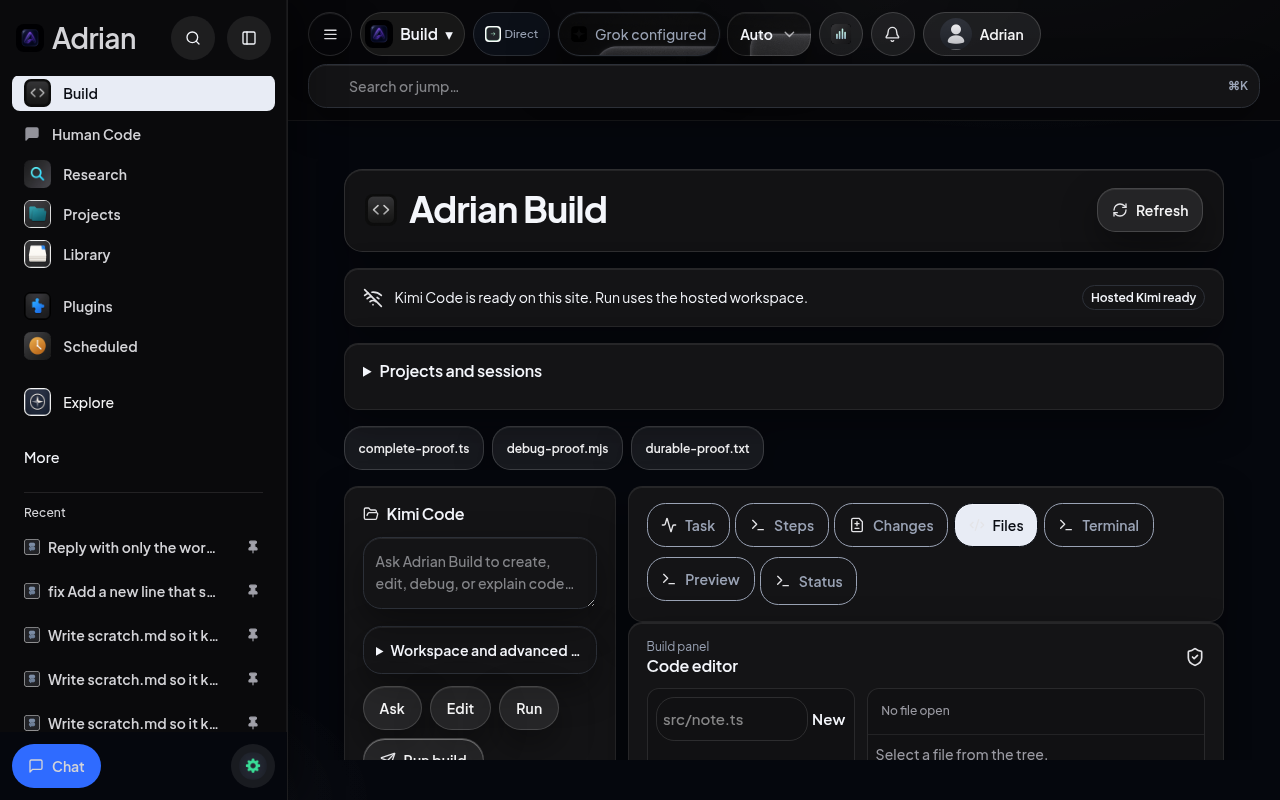 Adrian
Build ▾
Direct
Grok configured
Auto
Adrian
Search or jump…
⌘K
Build
Human Code
Research
Projects
Library
Plugins
Scheduled
Explore
More
Recent
Reply with only the wor…
fix Add a new line that s…
Write scratch.md so it k…
Write scratch.md so it k…
Write scratch.md so it k…
Chat
Adrian Build
Refresh
Kimi Code is ready on this site. Run uses the hosted workspace.
Hosted Kimi ready
Projects and sessions
complete-proof.ts
debug-proof.mjs
durable-proof.txt
Kimi Code
Ask Adrian Build to create,
edit, debug, or explain code…
Workspace and advanced …
Ask
Edit
Run
Run build
Task
Steps
Changes
Files
Terminal
Preview
Status
Build panel
Code editor
src/note.ts
New
No file open
Select a file from the tree.